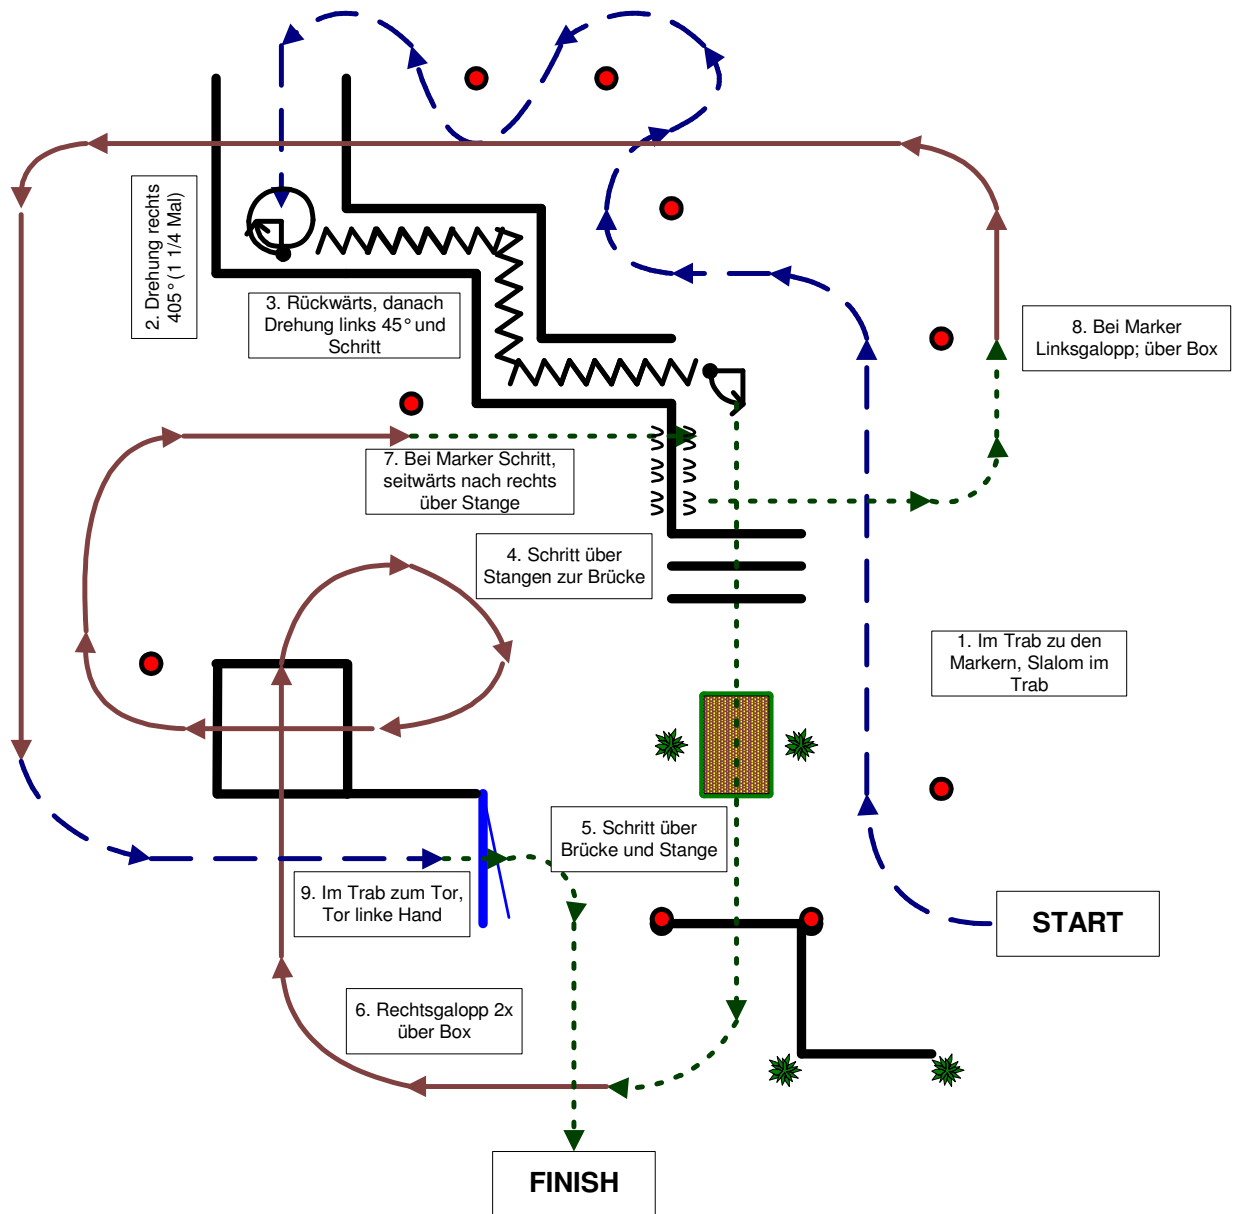 2. Drehung rechts
405° (1 1/4 Mal)
3. Rückwärts, danach
Drehung links 45° und
Schritt
8. Bei Marker
Linksgalopp; über Box
7. Bei Marker Schritt,
seitwärts nach rechts
über Stange
4. Schritt über
Stangen zur Brücke
1. Im Trab zu den
Markern, Slalom im
Trab
5. Schritt über
Brücke und Stange
9. Im Trab zum Tor,
Tor linke Hand
START
6. Rechtsgalopp 2x
über Box
FINISH